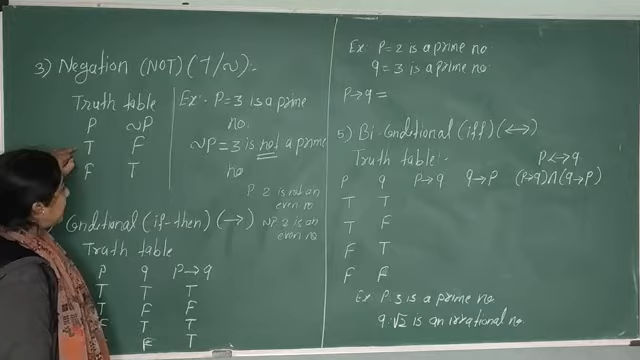 3) Negation (NOT) (7/~).
Truth table
P ~P
T F
F T
Ex:- P = 3 is a prime
no.
~P = 3 is not a prime
no
P 2 is not an
even no
NP 2 is an
even no
Conditional (if-then) (→)
Truth table
P q P→q
T T T
T F F
F T T
F T
Ex: P = 2 is a prime no.
q = 3 is a prime no.
P→q =
5) Bi-Conditional (iff) (↔)
Truth table:-
P↔q
P q P→q q→P (P→q)∧(q→P)
T T
T F
F T
F F
Ex P: 3 is a prime no.
q: √2 is an irrational no.